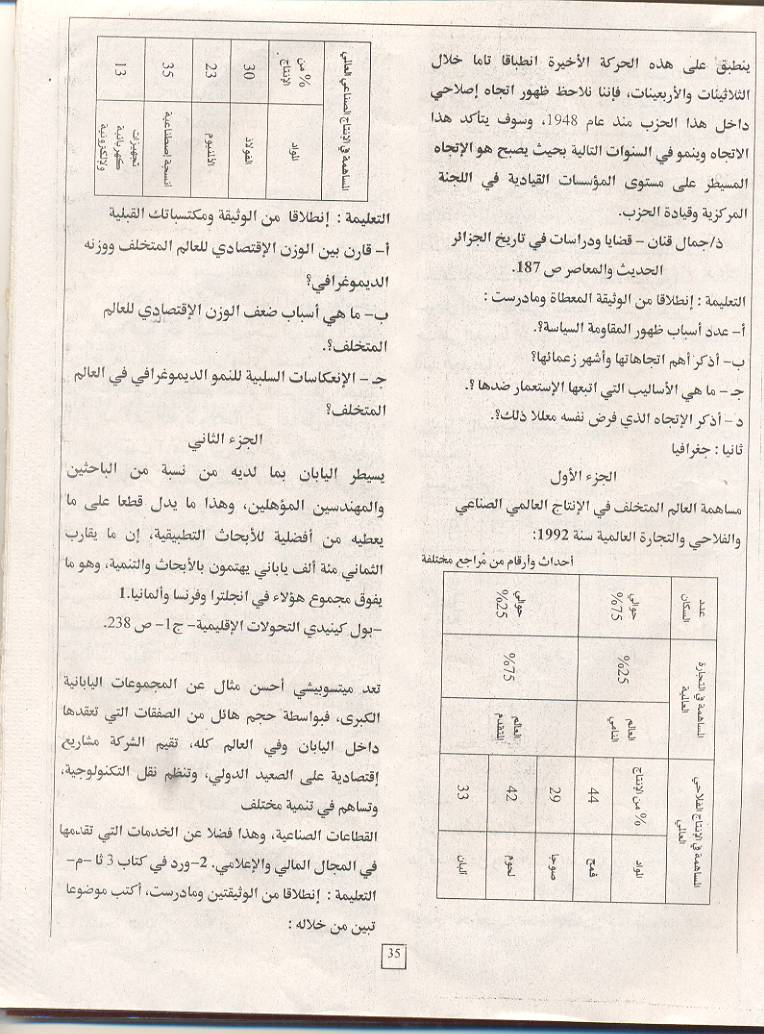 ينطبق على هذه الحركة الأخيرة انطباقا تاما خلال
الثلاثينات والأربعينات، فإننا نلاحظ ظهور اتجاه إصلاحي
داخل هذا الحزب منذ عام 1948، وسوف يتأكد هذا
الاتجاه وينمو في السنوات التالية بحيث يصبح هو الإتجاه
المسيطر على مستوى المؤسسات القيادية في اللجنة
المركزية وقيادة الحزب.
د/جمال قنان – قضايا ودراسات في تاريخ الجزائر
الحديث والمعاصر ص 187.
التعليمة : إنطلاقا من الوثيقة المعطاة ومادرست :
أ– عدد أسباب ظهور المقاومة السياسة؟.
ب– أذكر أهم اتجاهاتها وأشهر زعمائها؟
جـ – ما هي الأساليب التي اتبعها الإستعمار ضدها ؟.
د – أذكر الإتجاه الذي فرض نفسه معللا ذلك؟.
ثانيا : جغرافيا
الجزء الأول
مساهمة العالم المتخلف في الإنتاج العالمي الصناعي
والفلاحي والتجارة العالمية سنة 1992:
أحداث وأرقام من مراجع مختلفة
عدد السكان
حوالي 75%
حوالي 25%
المساهمة في التجارة العالمية
25%
75%
العالم النامي
العالم المتقدم
المساهمة في الإنتاج الفلاحي العالمي
% من الإنتاج
44
29
42
33
المواد
قمح
صوجا
لحوم
ألبان
المساهمة في الإنتاج الصناعي العالمي
% من الإنتاج
30
23
35
13
المواد
الفولاذ
الألمنيوم
أنسجة إصطناعية
تجهيزات كهربائية ولإلكترونية
التعليمة : إنطلاقا من الوثيقة ومكتسباتك القبلية
أ– قارن بين الوزن الإقتصادي للعالم المتخلف ووزنه
الديموغرافي؟
ب– ما هي أسباب ضعف الوزن الإقتصادي للعالم
المتخلف؟.
جـ – الإنعكاسات السلبية للنمو الديموغرافي في العالم
المتخلف؟
الجزء الثاني
يسيطر اليابان بما لديه من نسبة من الباحثين
والمهندسين المؤهلين، وهذا ما يدل قطعا على ما
يعطيه من أفضلية للأبحاث التطبيقية، إن ما يقارب
الثماني مئة ألف ياباني يهتمون بالأبحاث والتنمية، وهو ما
يفوق مجموع هؤلاء في انجلترا وفرنسا وألمانيا.1
–بول كينيدي التحولات الإقليمية– ج1– ص 238.
تعد ميتسوبيشي أحسن مثال عن المجموعات اليابانية
الكبرى، فبواسطة حجم هائل من الصفقات التي تعقدها
داخل اليابان وفي العالم كله، تقيم الشركة مشاريع
إقتصادية على الصعيد الدولي، وتنظم نقل التكنولوجية،
وتساهم في تنمية مختلف
القطاعات الصناعية، وهذا فضلا عن الخدمات التي تقدمها
في المجال المالي والإعلامي. 2–ورد في كتاب 3 ثا –م–
التعليمة : إنطلاقا من الوثيقتين ومادرست، أكتب موضوعا
تبين من خلاله :
35